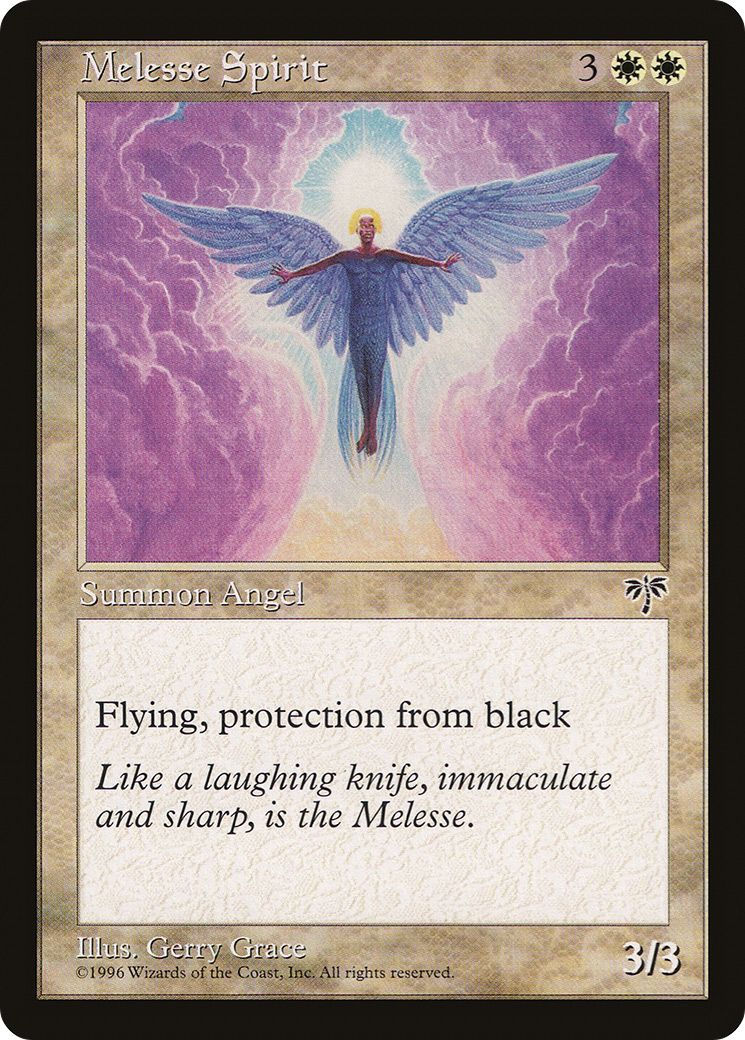 Melesse Spirit 3
Summon Angel
Flying, protection from black
Like a laughing knife, immaculate
and sharp, is the Melesse.
Illus. Gerry Grace
3/3
©1996 Wizards of the Coast, Inc. All rights reserved.